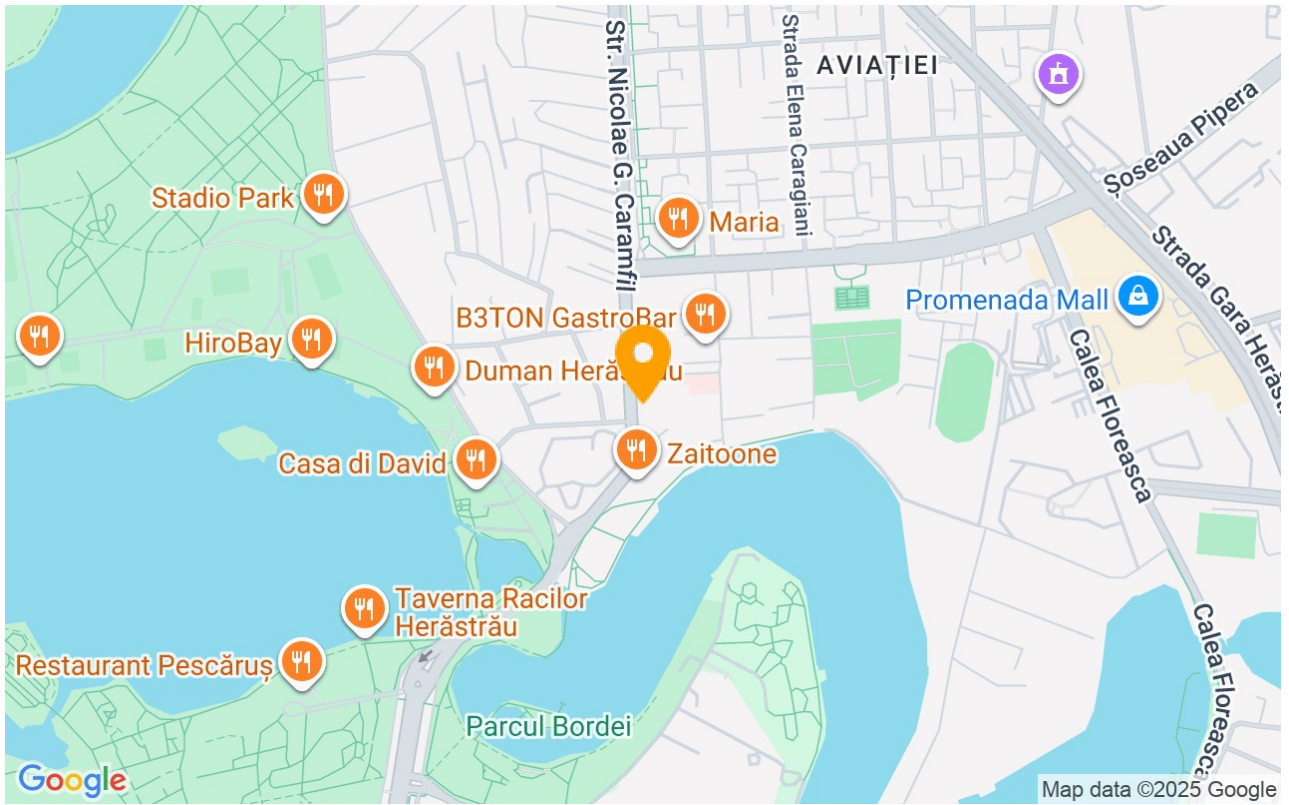 Str. Nicolae G. Caramfil
Strada Elena Caragiani
AVIAȚIEI
Șoseaua Pipera
Stadio Park
Maria
Strada Gara Herăstr
Promenada Mall
B3TON GastroBar
HiroBay
Duman Herăstrău
Calea Floreasca
Casa di David
Zaitoone
Taverna Racilor
Herăstrău
Calea Floreasca
Restaurant Pescăruș
Parcul Bordei
Google
Map data ©2025 Google